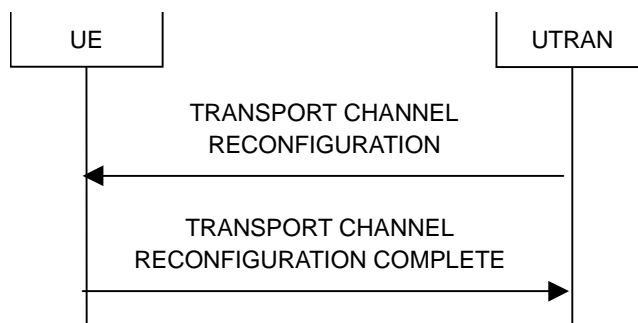 UE
UTRAN
TRANSPORT CHANNEL
RECONFIGURATION
TRANSPORT CHANNEL
RECONFIGURATION COMPLETE